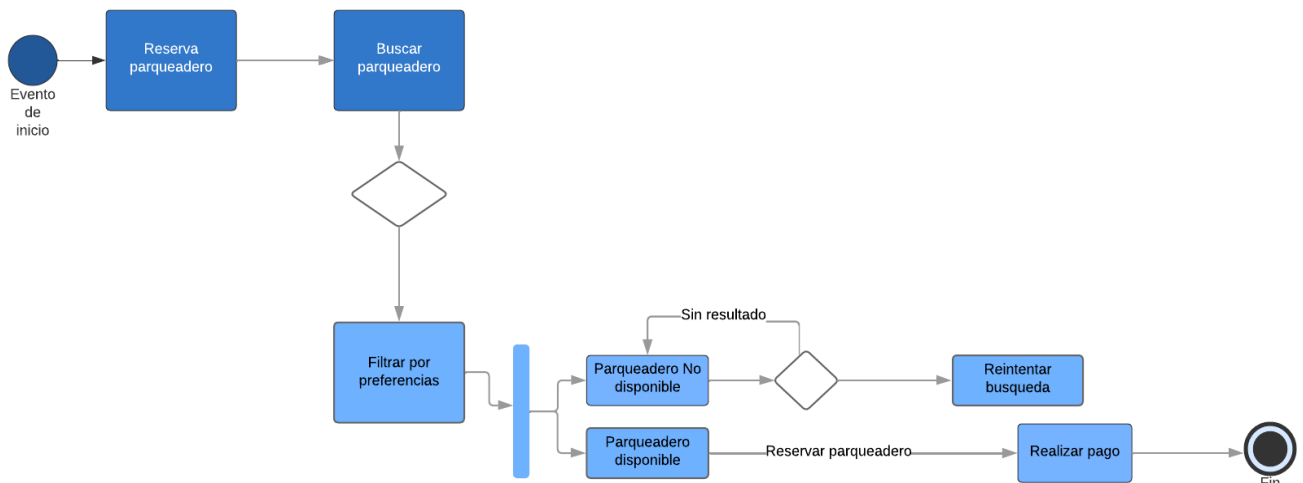 Evento
de
inicio
Reserva
parqueadero
Buscar
parqueadero
Filtrar por
preferencias
Sin resultado
Parqueadero No
disponible
Reintentar
busqueda
Parqueadero
disponible
Reservar parqueadero
Realizar pago
Fin